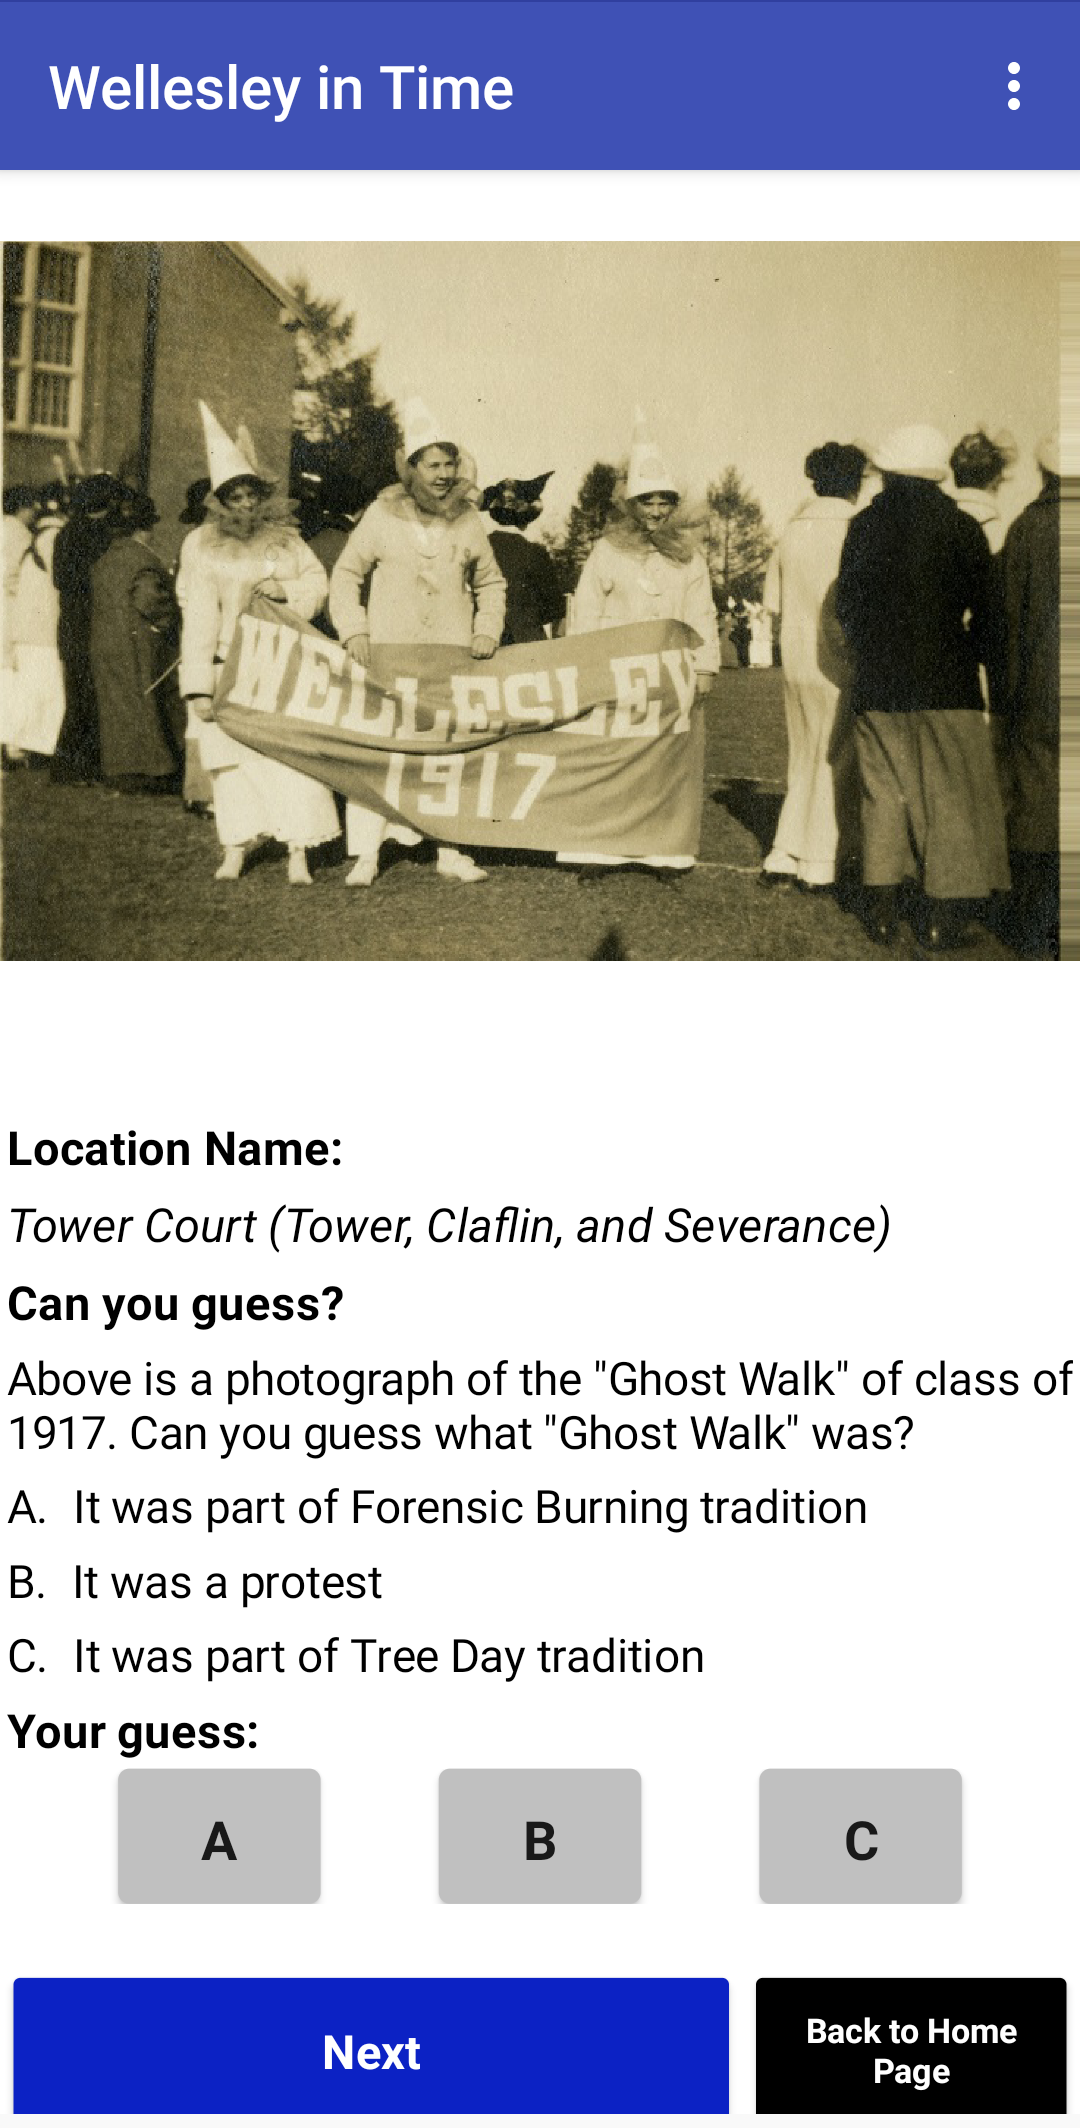 Wellesley in Time
WELLESLEY
1917
Location Name:
Tower Court (Tower, Claflin, and Severance)
Can you guess?
Above is a photograph of the "Ghost Walk" of class of
1917. Can you guess what "Ghost Walk" was?
A. It was part of Forensic Burning tradition
B. It was a protest
C. It was part of Tree Day tradition
Your guess:
A B C
Next
Back to Home
Page